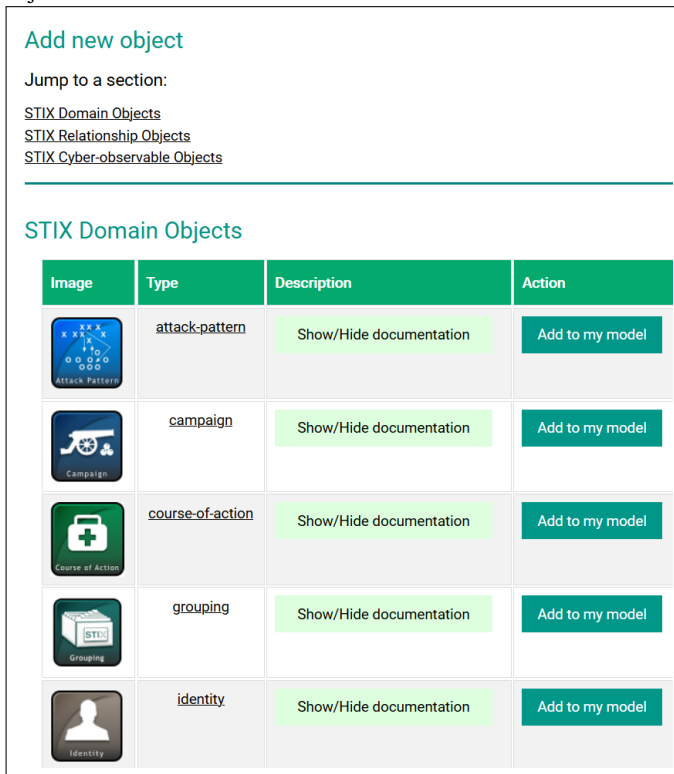 Add new object
Jump to a section:
STIX Domain Objects
STIX Relationship Objects
STIX Cyber-observable Objects
STIX Domain Objects
Image Type Description Action
Attack Pattern attack-pattern Show/Hide documentation Add to my model
Campaign campaign Show/Hide documentation Add to my model
Course of Action course-of-action Show/Hide documentation Add to my model
STIX Grouping grouping Show/Hide documentation Add to my model
Identity identity Show/Hide documentation Add to my model